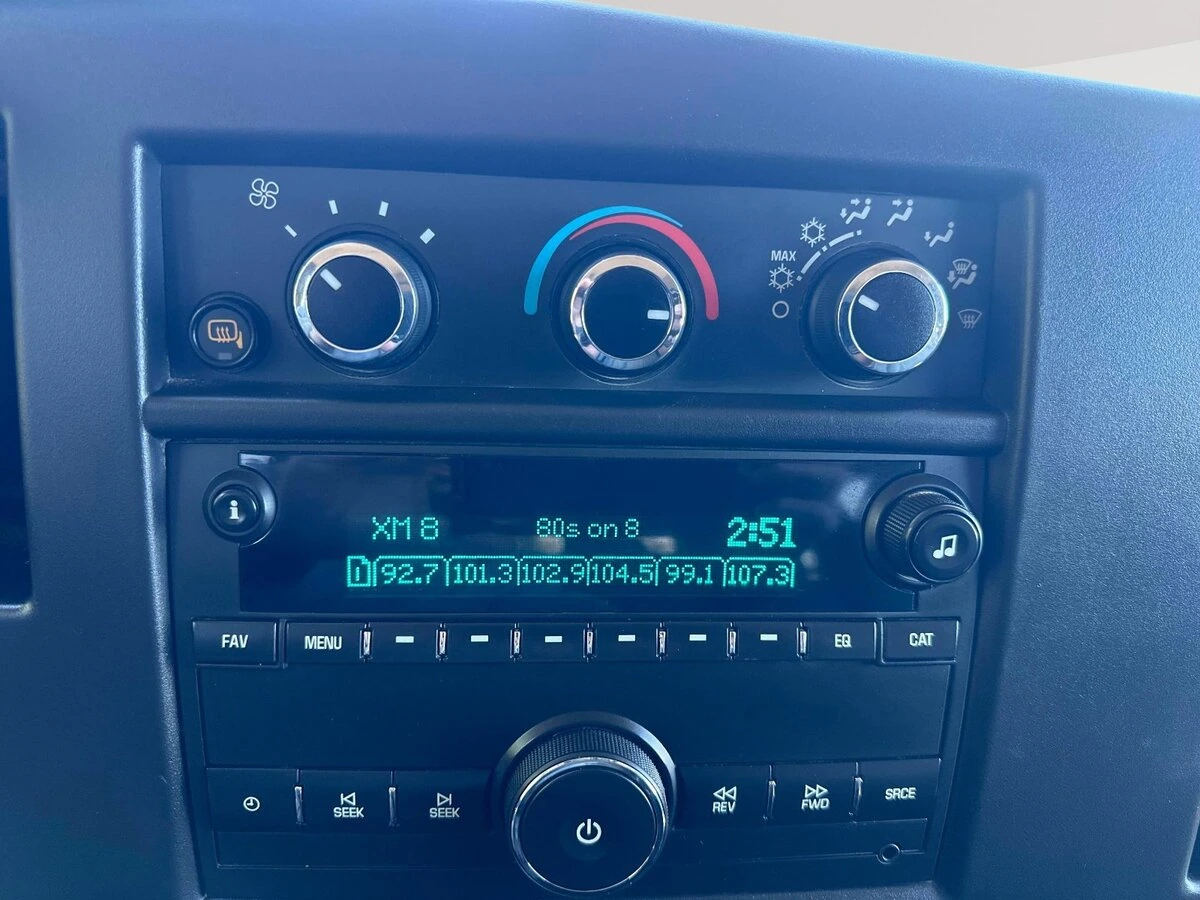 MAX
XM 8 80s on 8 2:51
1 92.7 101.3 102.9 104.5 99.1 107.3
i
FAV MENU EQ CAT
SEEK SEEK REV FWD SRCE